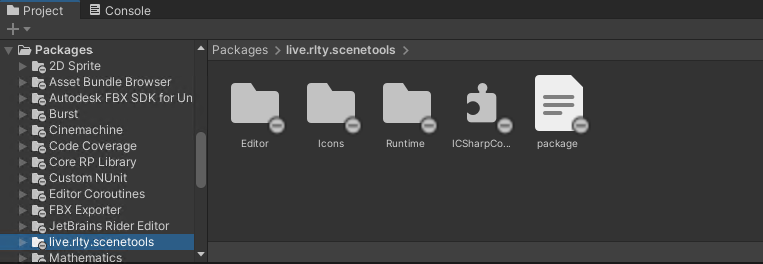 Project
Console
Packages
2D Sprite
Asset Bundle Browser
Autodesk FBX SDK for Un
Burst
Cinemachine
Code Coverage
Core RP Library
Custom NUnit
Editor Coroutines
FBX Exporter
JetBrains Rider Editor
live.rlty.scenetools
Mathematics
Packages > live.rlty.scenetools >
Editor
Icons
Runtime
ICSharpCo...
package